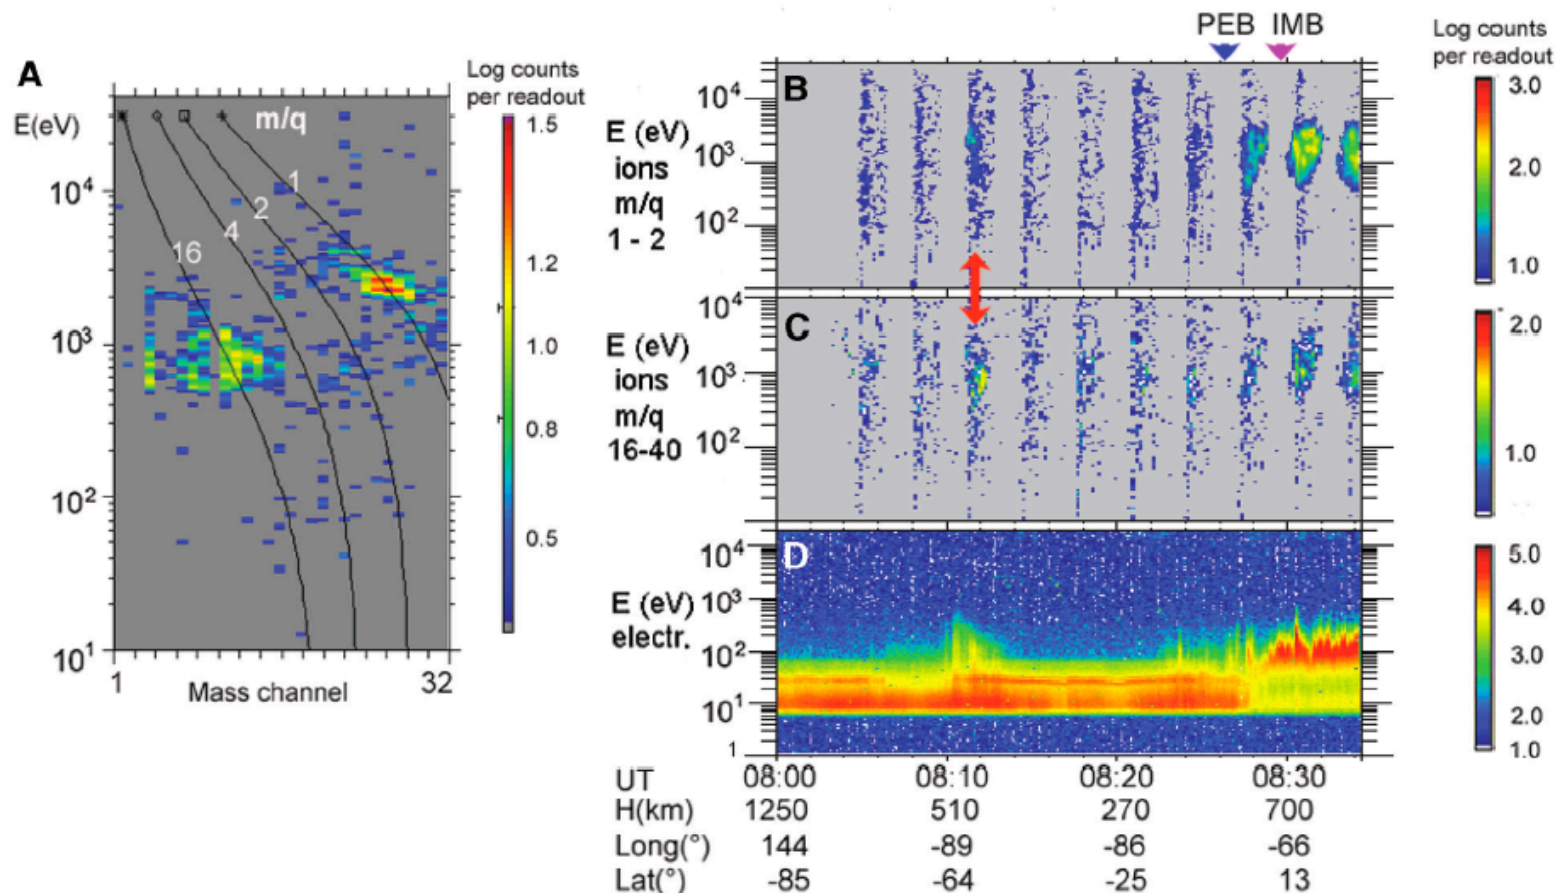 PEB IMB
A
Log counts
per readout
E(eV)
m/q
1
2
4
16
10⁴
10³
10²
10¹
1
Mass channel
32
1.5
1.2
1.0
0.8
0.5
B
E (eV)
ions
m/q
1 - 2
10⁴
10³
10²
Log counts
per readout
3.0
2.0
1.0
C
E (eV)
ions
m/q
16-40
10⁴
10³
10²
2.0
1.0
D
E (eV)
electr.
10⁴
10³
10²
10¹
1
5.0
4.0
3.0
2.0
1.0
UT 08:00 08:10 08:20 08:30
H(km) 1250 510 270 700
Long(°) 144 -89 -86 -66
Lat(°) -85 -64 -25 13